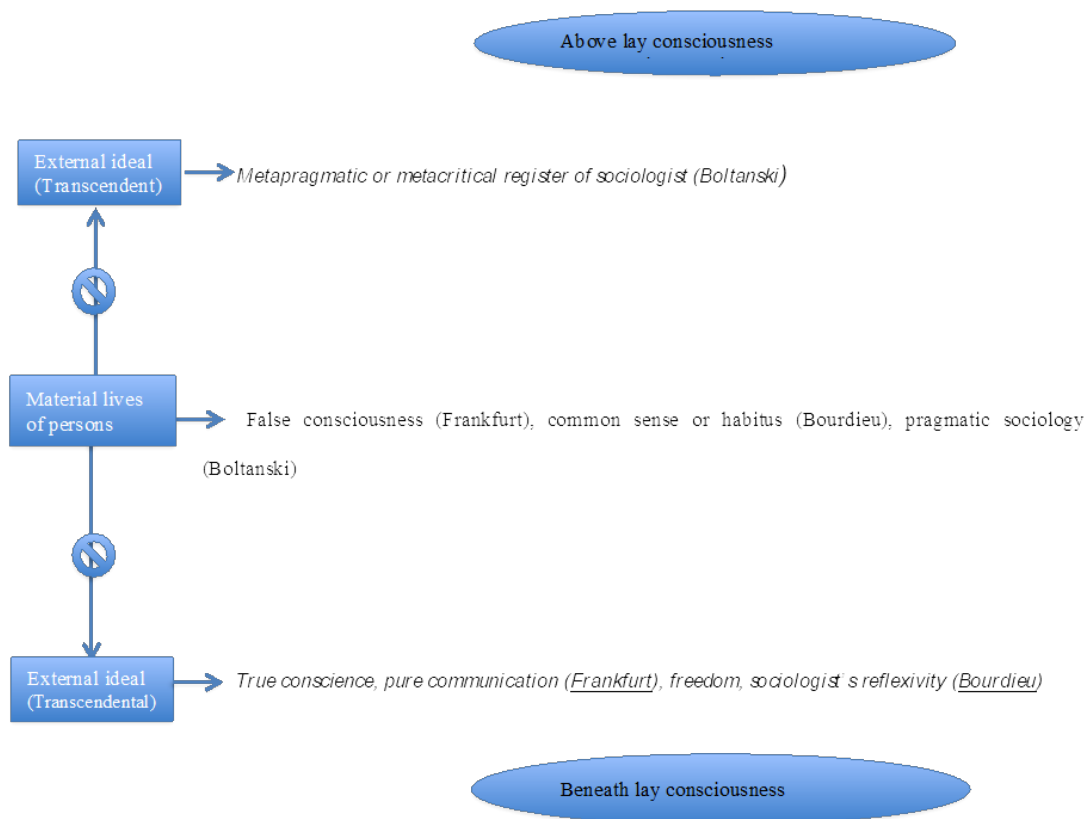 Above lay consciousness
External ideal
(Transcendent)
Metapragmatic or metacritical register of sociologist (Boltanski)
Material lives
of persons
False consciousness (Frankfurt), common sense or habitus (Bourdieu), pragmatic sociology
(Boltanski)
External ideal
(Transcendental)
True conscience, pure communication (Frankfurt), freedom, sociologist's reflexivity (Bourdieu)
Beneath lay consciousness